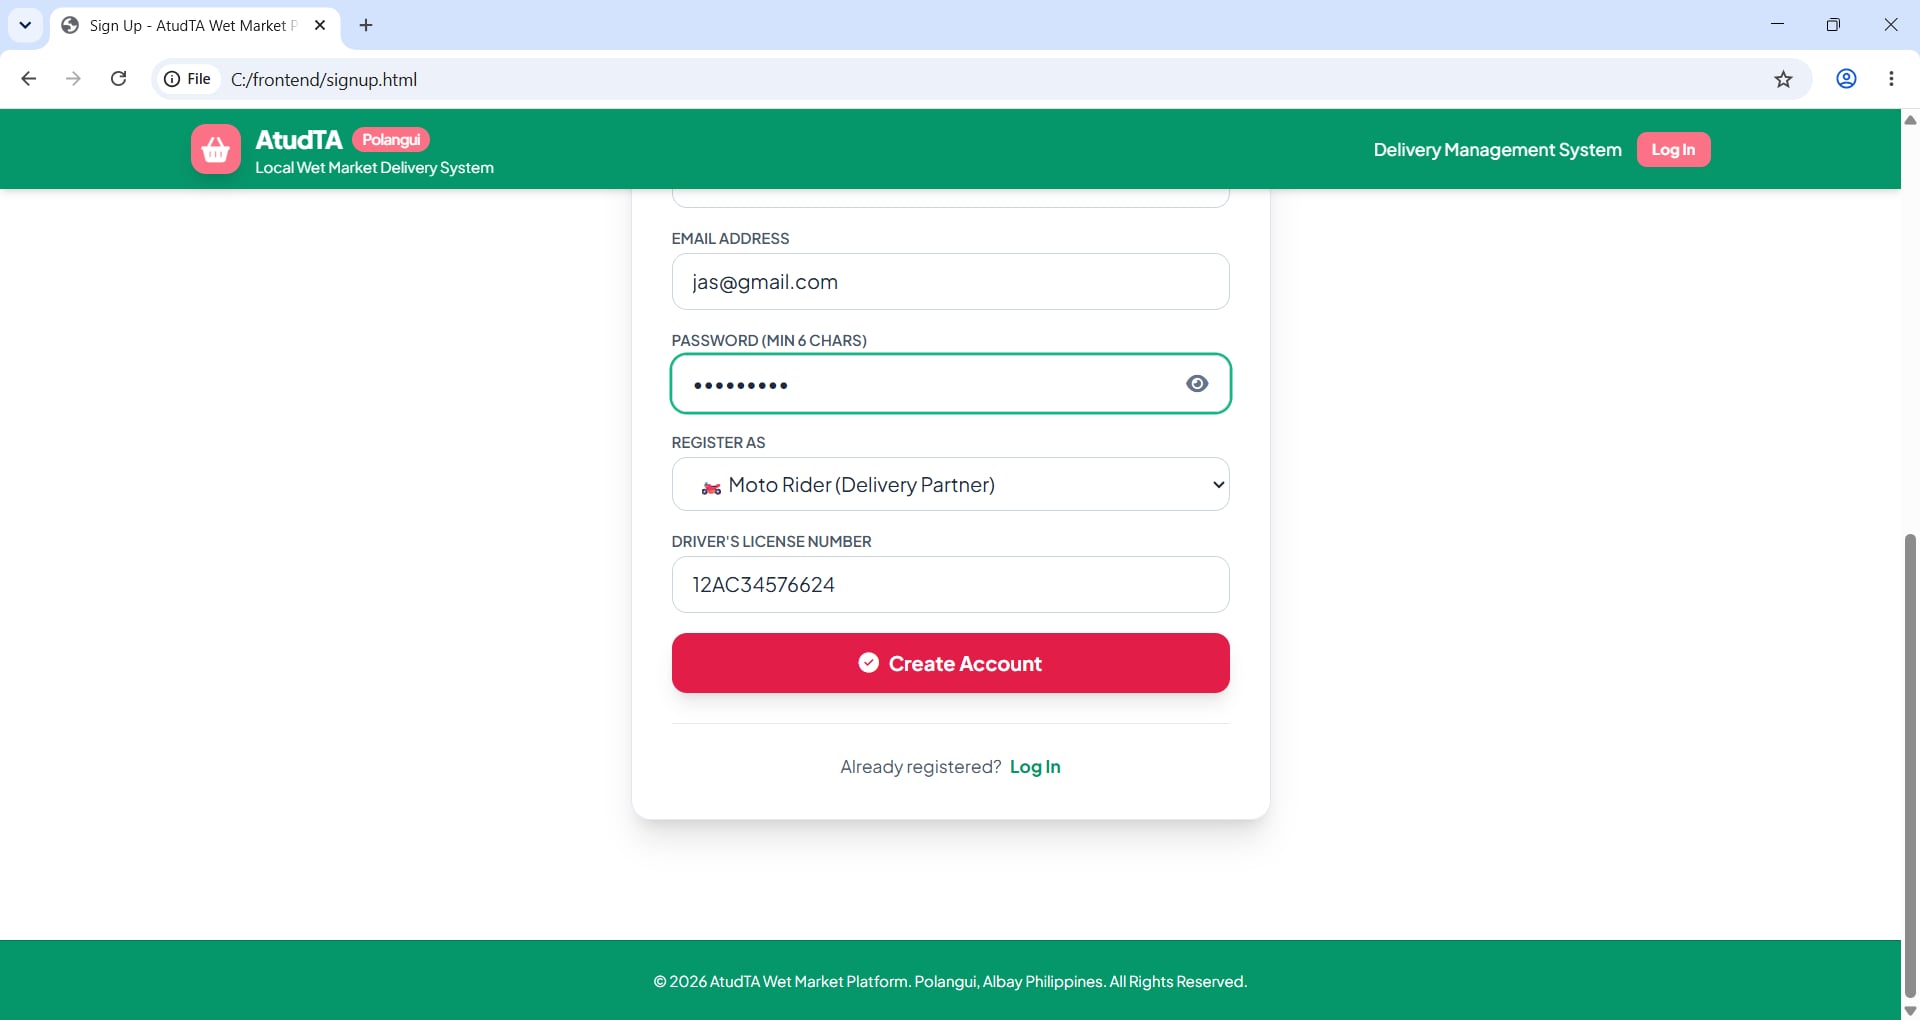 Sign Up - AtudTA Wet Market P
File
C:/frontend/signup.html
AtudTA
Polangui
Local Wet Market Delivery System
Delivery Management System
Log In
EMAIL ADDRESS
jas@gmail.com
PASSWORD (MIN 6 CHARS)
•••••••••
REGISTER AS
Moto Rider (Delivery Partner)
DRIVER'S LICENSE NUMBER
12AC34576624
Create Account
Already registered? Log In
© 2026 AtudTA Wet Market Platform. Polangui, Albay Philippines. All Rights Reserved.